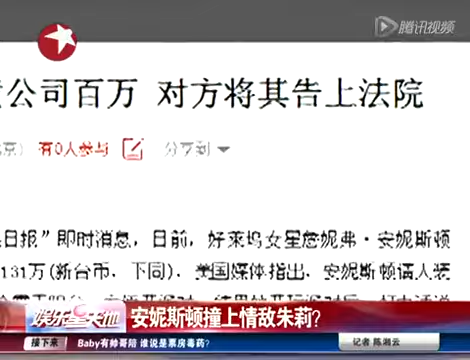 腾讯视频
公司百万 对方将其告上法院
有0人参与 分享到
日报”即时消息，日前，好莱坞女星詹妮弗·安妮斯顿
131万(新台币，下同)，美国媒体指出，安妮斯顿请人装
娱乐星天地
安妮斯顿撞上情敌朱莉?
接下来 Baby有帅哥陪 谁说是票房毒药? 记者 陈湘云